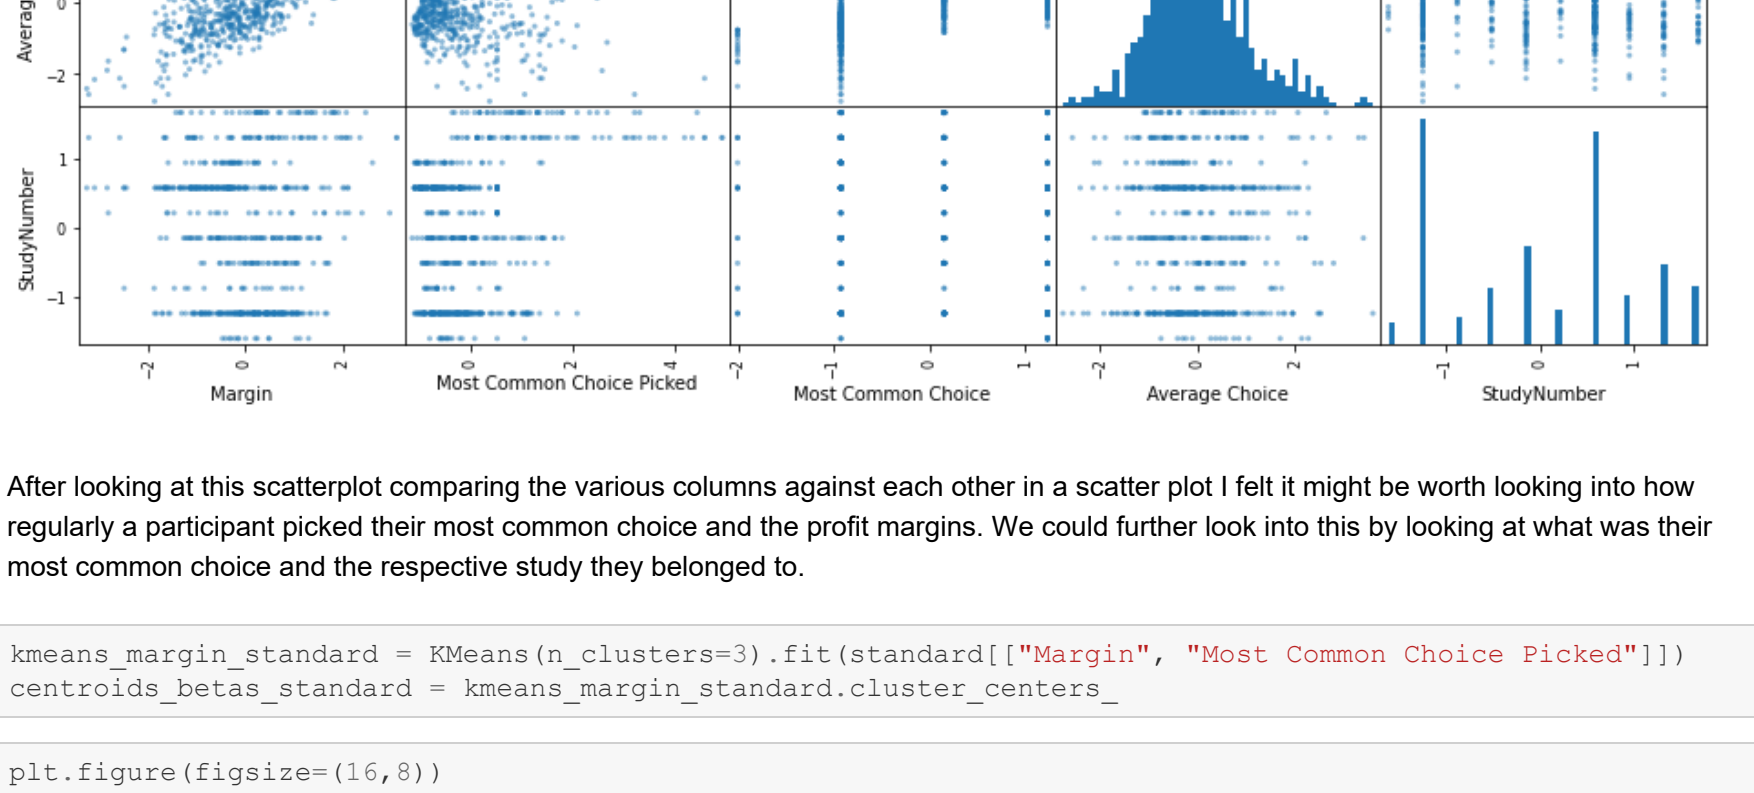 Averag
0
−2
StudyNumber
1
0
−1
−2 0 2 0 2 4 −2 −1 0 1 −2 0 2 −1 0 1
Margin Most Common Choice Picked Most Common Choice Average Choice StudyNumber
After looking at this scatterplot comparing the various columns against each other in a scatter plot I felt it might be worth looking into how
regularly a participant picked their most common choice and the profit margins. We could further look into this by looking at what was their
most common choice and the respective study they belonged to.
kmeans_margin_standard = KMeans(n_clusters=3).fit(standard[["Margin", "Most Common Choice Picked"]])
centroids_betas_standard = kmeans_margin_standard.cluster_centers_
plt.figure(figsize=(16,8))